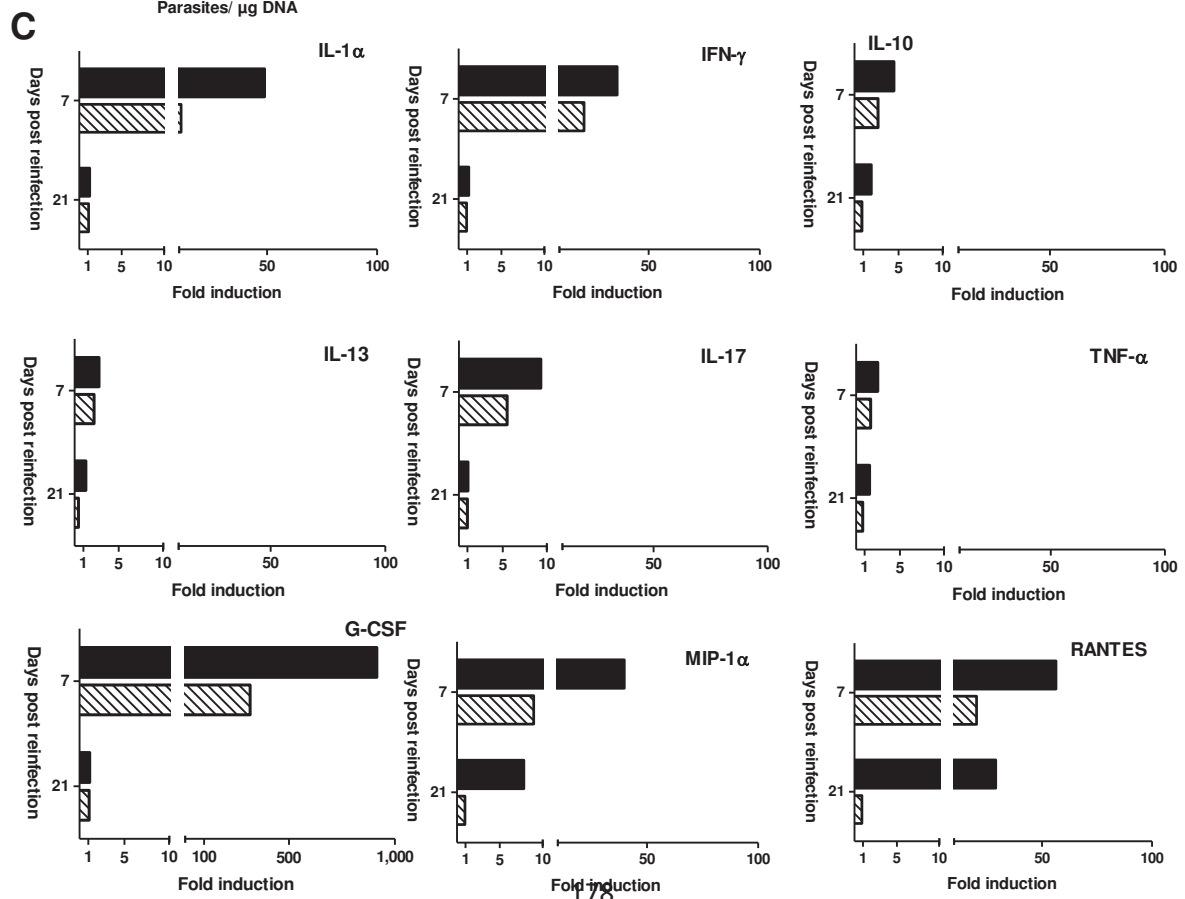 Parasites/ µg DNA
C
IL-1α
Days post reinfection
7
21
1 5 10 50 100
Fold induction
IFN-γ
Days post reinfection
7
21
1 5 10 50 100
Fold induction
IL-10
Days post reinfection
7
21
1 5 10 50 100
Fold induction
IL-13
Days post reinfection
7
21
1 5 10 50 100
Fold induction
IL-17
Days post reinfection
7
21
1 5 10 50 100
Fold induction
TNF-α
Days post reinfection
7
21
1 5 10 50 100
Fold induction
G-CSF
Days post reinfection
7
21
1 5 10 100 500 1,000
Fold induction
MIP-1α
Days post reinfection
7
21
1 5 10 50 100
Fold induction
RANTES
Days post reinfection
7
21
1 5 10 50 100
Fold induction
178